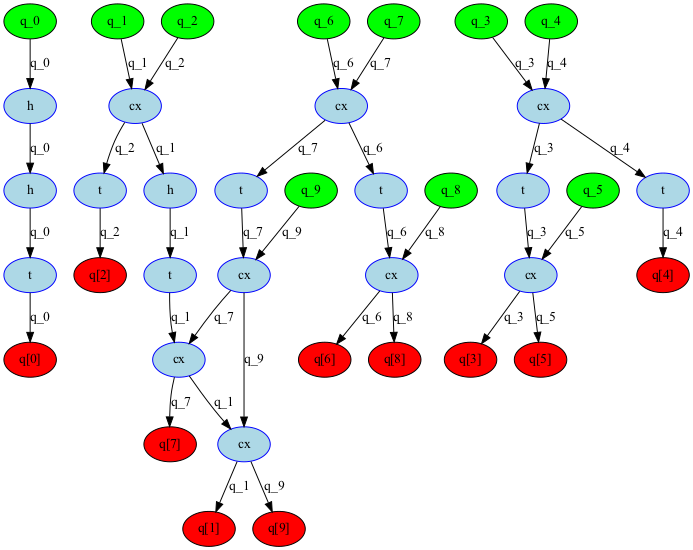 q_0 q_1 q_2 q_6 q_7 q_3 q_4
q_0 q_1 q_2 q_6 q_7 q_3 q_4
h cx cx cx
q_0 q_2 q_1 q_7 q_6 q_3 q_4
h t h t q_9 t q_8 t q_5 t
q_0 q_2 q_1 q_7 q_9 q_6 q_8 q_3 q_5 q_4
t q[2] t cx cx cx q[4]
q_0 q_1 q_7 q_6 q_8 q_3 q_5
q[0] cx q_9 q[6] q[8] q[3] q[5]
q_7 q_1
q[7] cx
q_1 q_9
q[1] q[9]